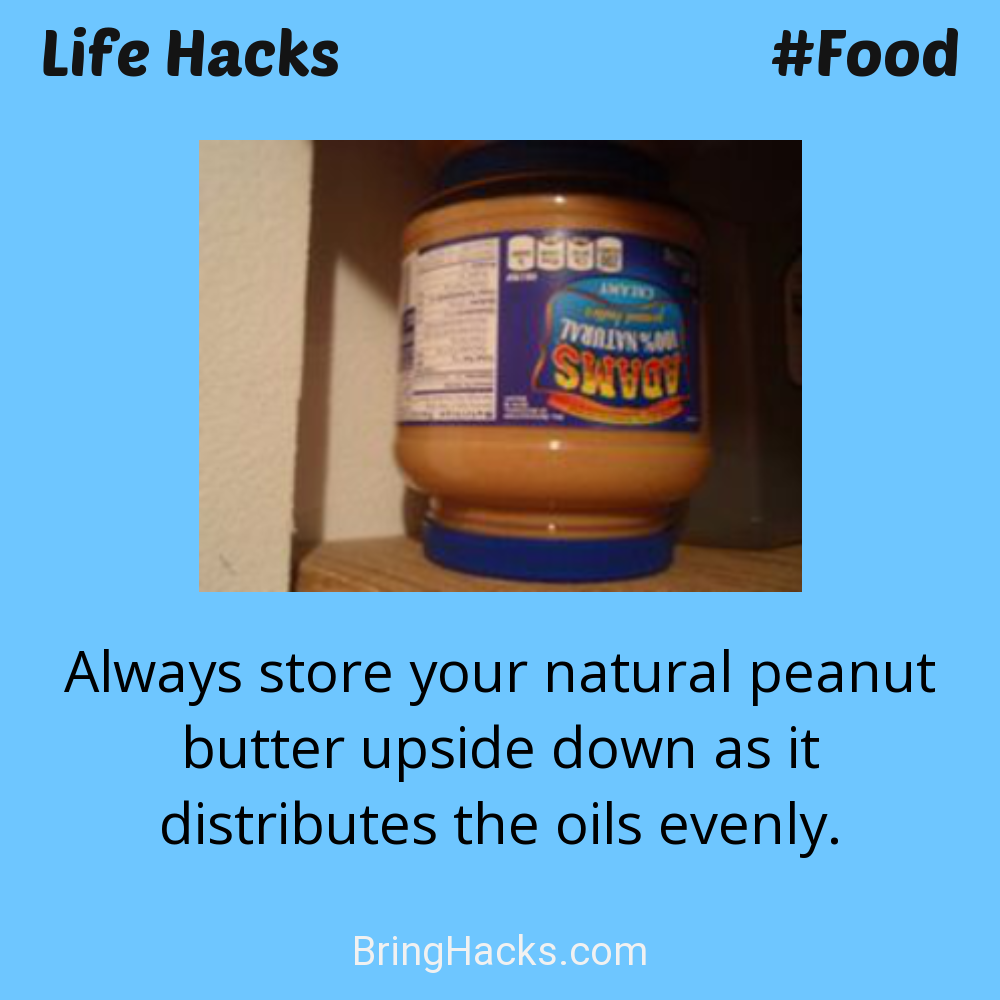 Life Hacks #Food
CREAMY
peanut butter
100% NATURAL
ADAMS
Always store your natural peanut
butter upside down as it
distributes the oils evenly.
BringHacks.com